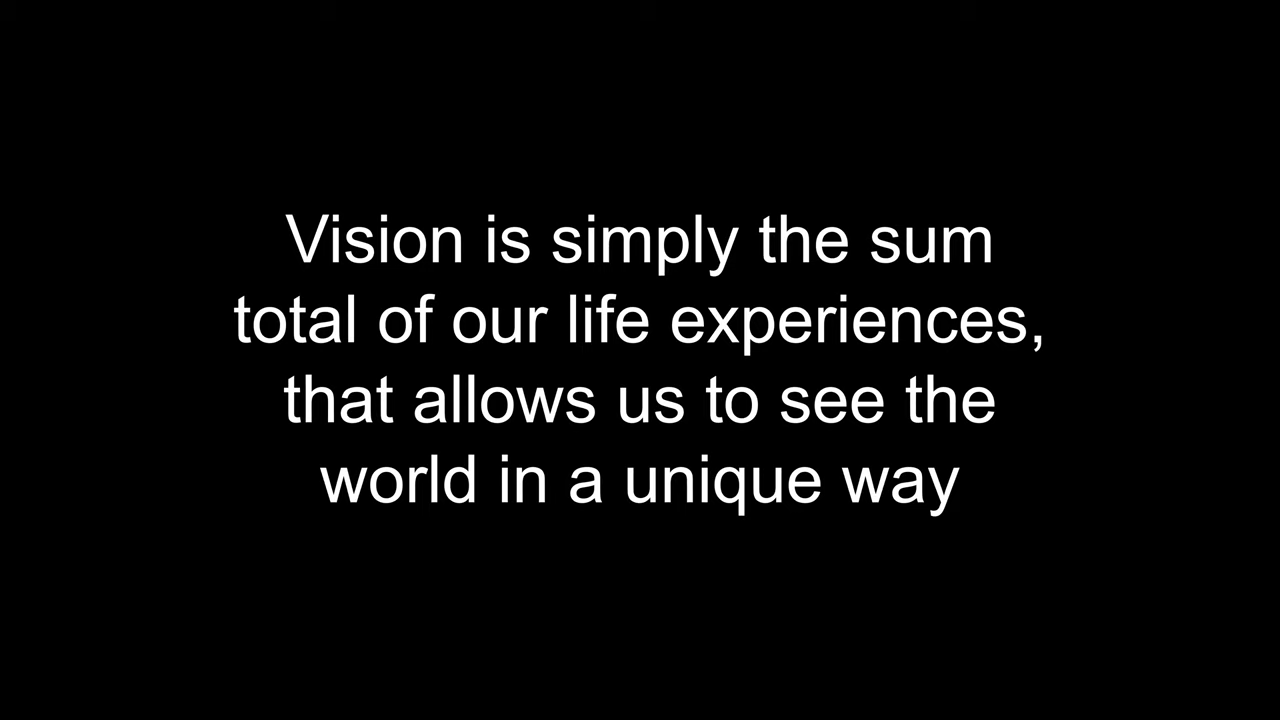 Vision is simply the sum
total of our life experiences,
that allows us to see the
world in a unique way